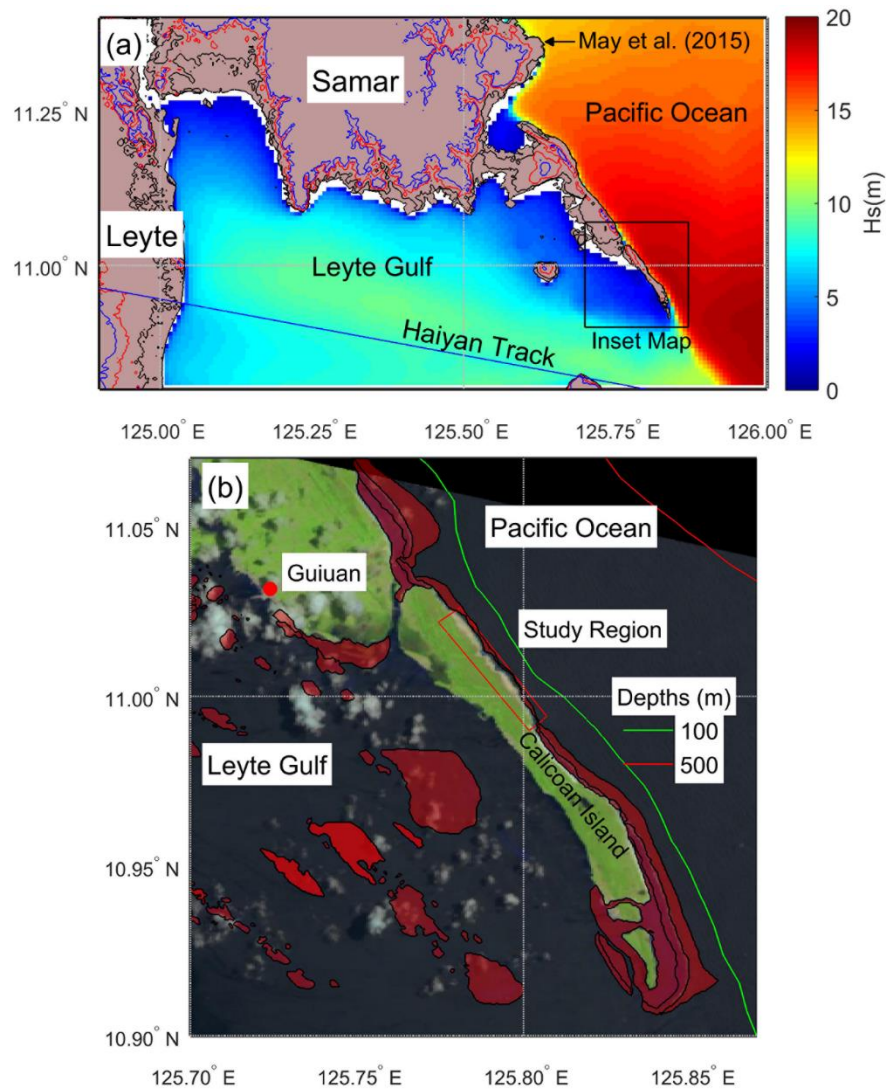 (a)
May et al. (2015)
Samar
Pacific Ocean
11.25° N
Leyte
Leyte Gulf
11.00° N
Haiyan Track
Inset Map
125.00° E
125.25° E
125.50° E
125.75° E
126.00° E
20
15
10
5
0
Hs(m)
(b)
11.05° N
Pacific Ocean
Guiuan
Study Region
11.00° N
Depths (m)
100
500
Leyte Gulf
Calicoan Island
10.95° N
10.90° N
125.70° E
125.75° E
125.80° E
125.85° E